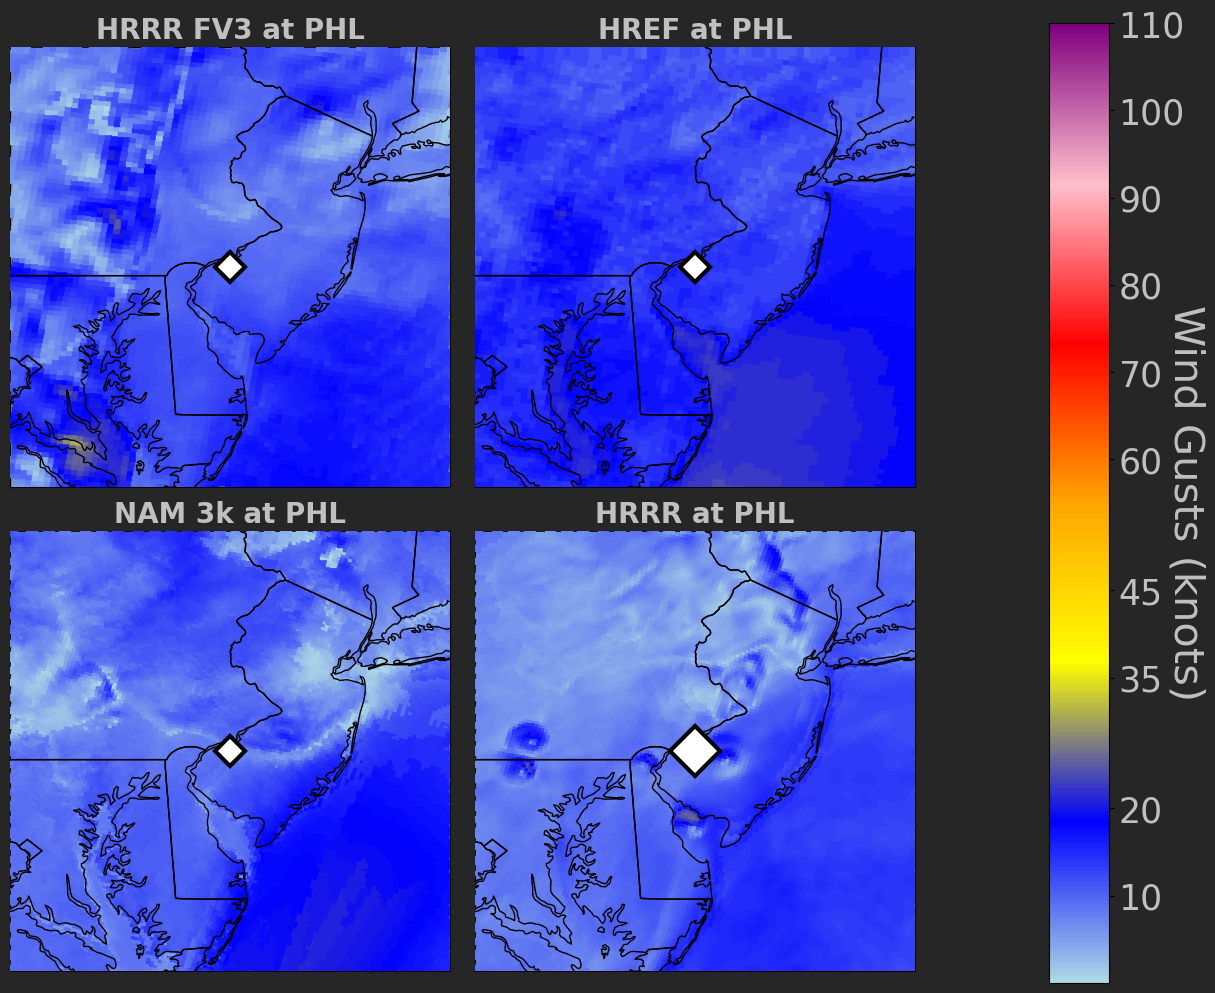 HRRR FV3 at PHL
HREF at PHL
NAM 3k at PHL
HRRR at PHL
110
100
90
80
70
60
45
35
20
10
Wind Gusts (knots)